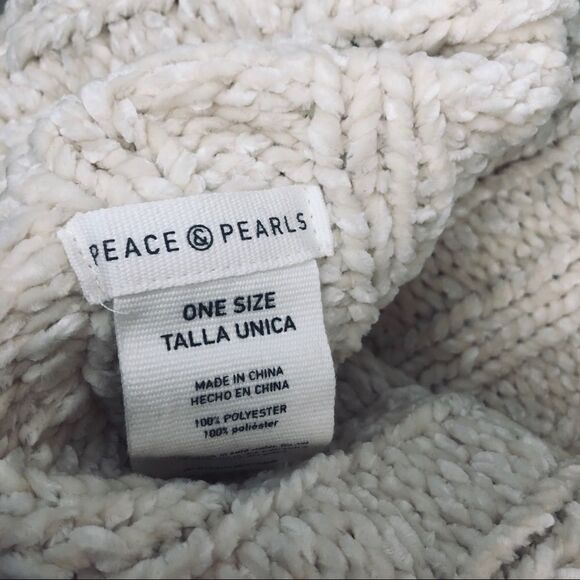 PEACE & PEARLS
ONE SIZE
TALLA UNICA
MADE IN CHINA
HECHO EN CHINA
100% POLYESTER
100% poliéster